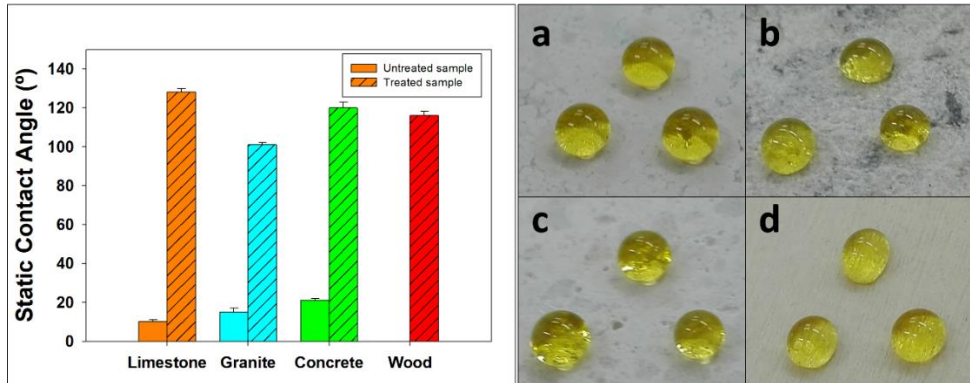 Static Contact Angle (º)
140
120
100
80
60
40
20
0
Untreated sample
Treated sample
Limestone Granite Concrete Wood
a
b
c
d